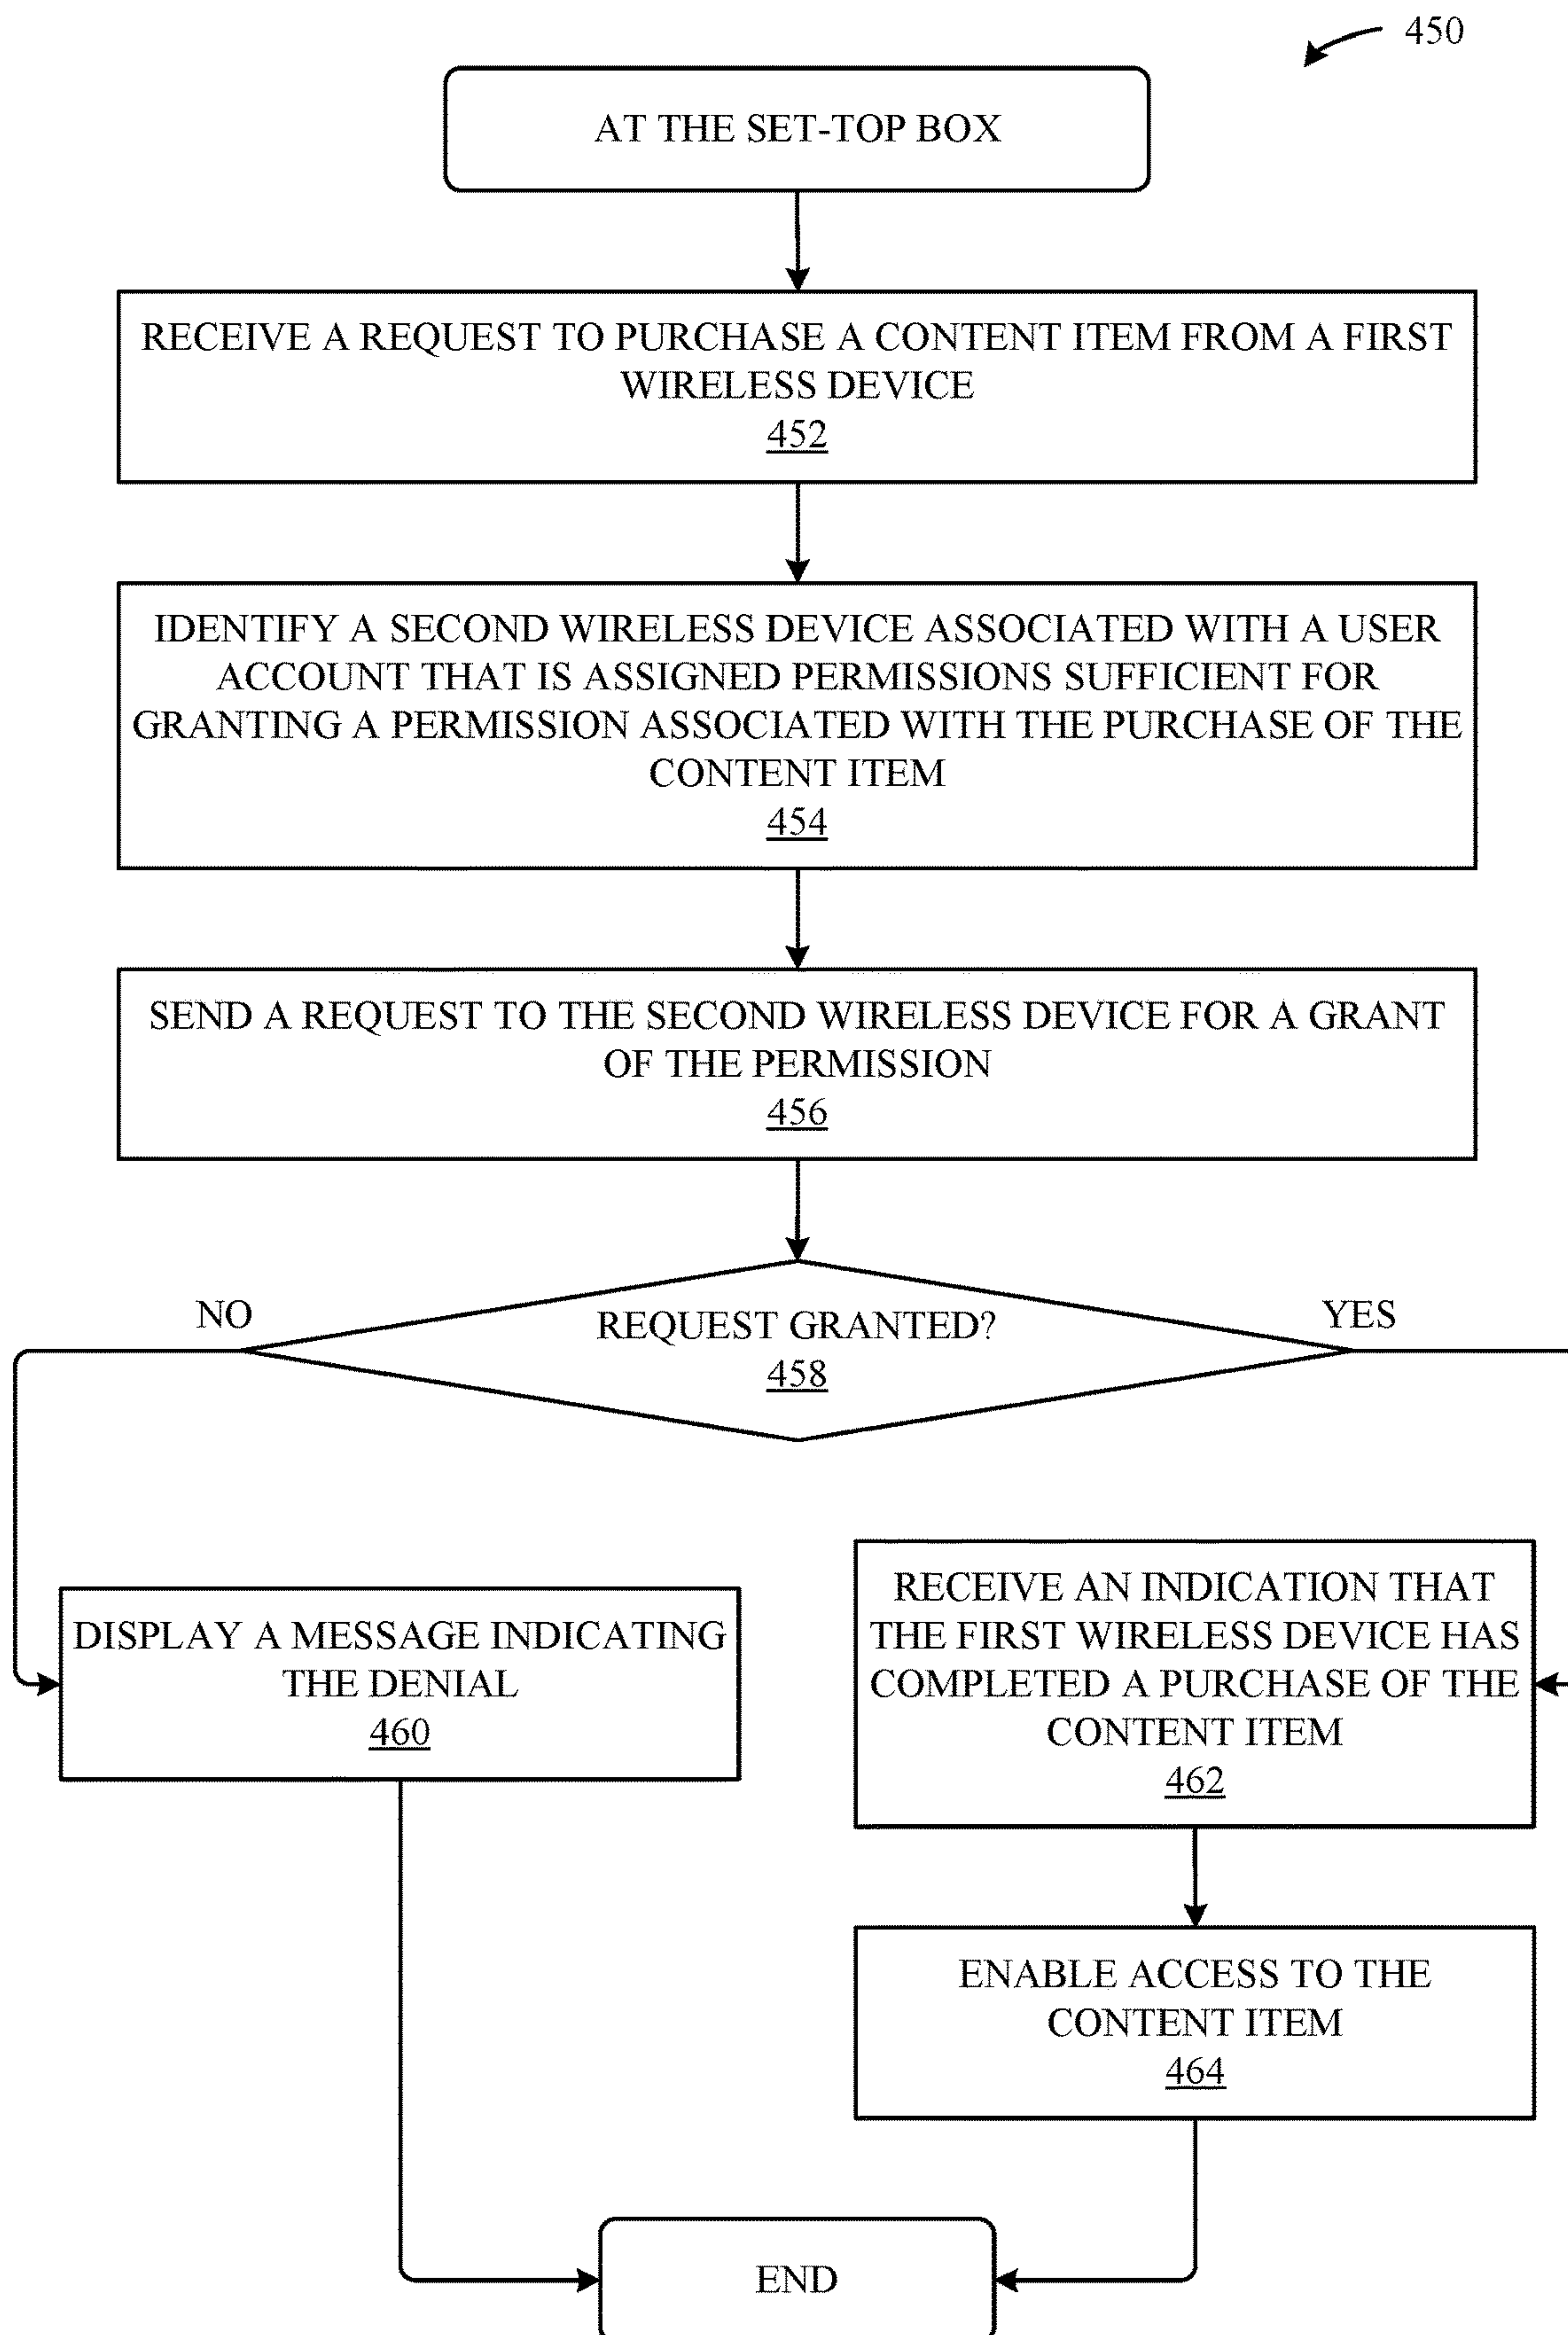 450
AT THE SET-TOP BOX
RECEIVE A REQUEST TO PURCHASE A CONTENT ITEM FROM A FIRST
WIRELESS DEVICE
452
IDENTIFY A SECOND WIRELESS DEVICE ASSOCIATED WITH A USER
ACCOUNT THAT IS ASSIGNED PERMISSIONS SUFFICIENT FOR
GRANTING A PERMISSION ASSOCIATED WITH THE PURCHASE OF THE
CONTENT ITEM
454
SEND A REQUEST TO THE SECOND WIRELESS DEVICE FOR A GRANT
OF THE PERMISSION
456
NO
REQUEST GRANTED?
458
YES
DISPLAY A MESSAGE INDICATING
THE DENIAL
460
RECEIVE AN INDICATION THAT
THE FIRST WIRELESS DEVICE HAS
COMPLETED A PURCHASE OF THE
CONTENT ITEM
462
ENABLE ACCESS TO THE
CONTENT ITEM
464
END